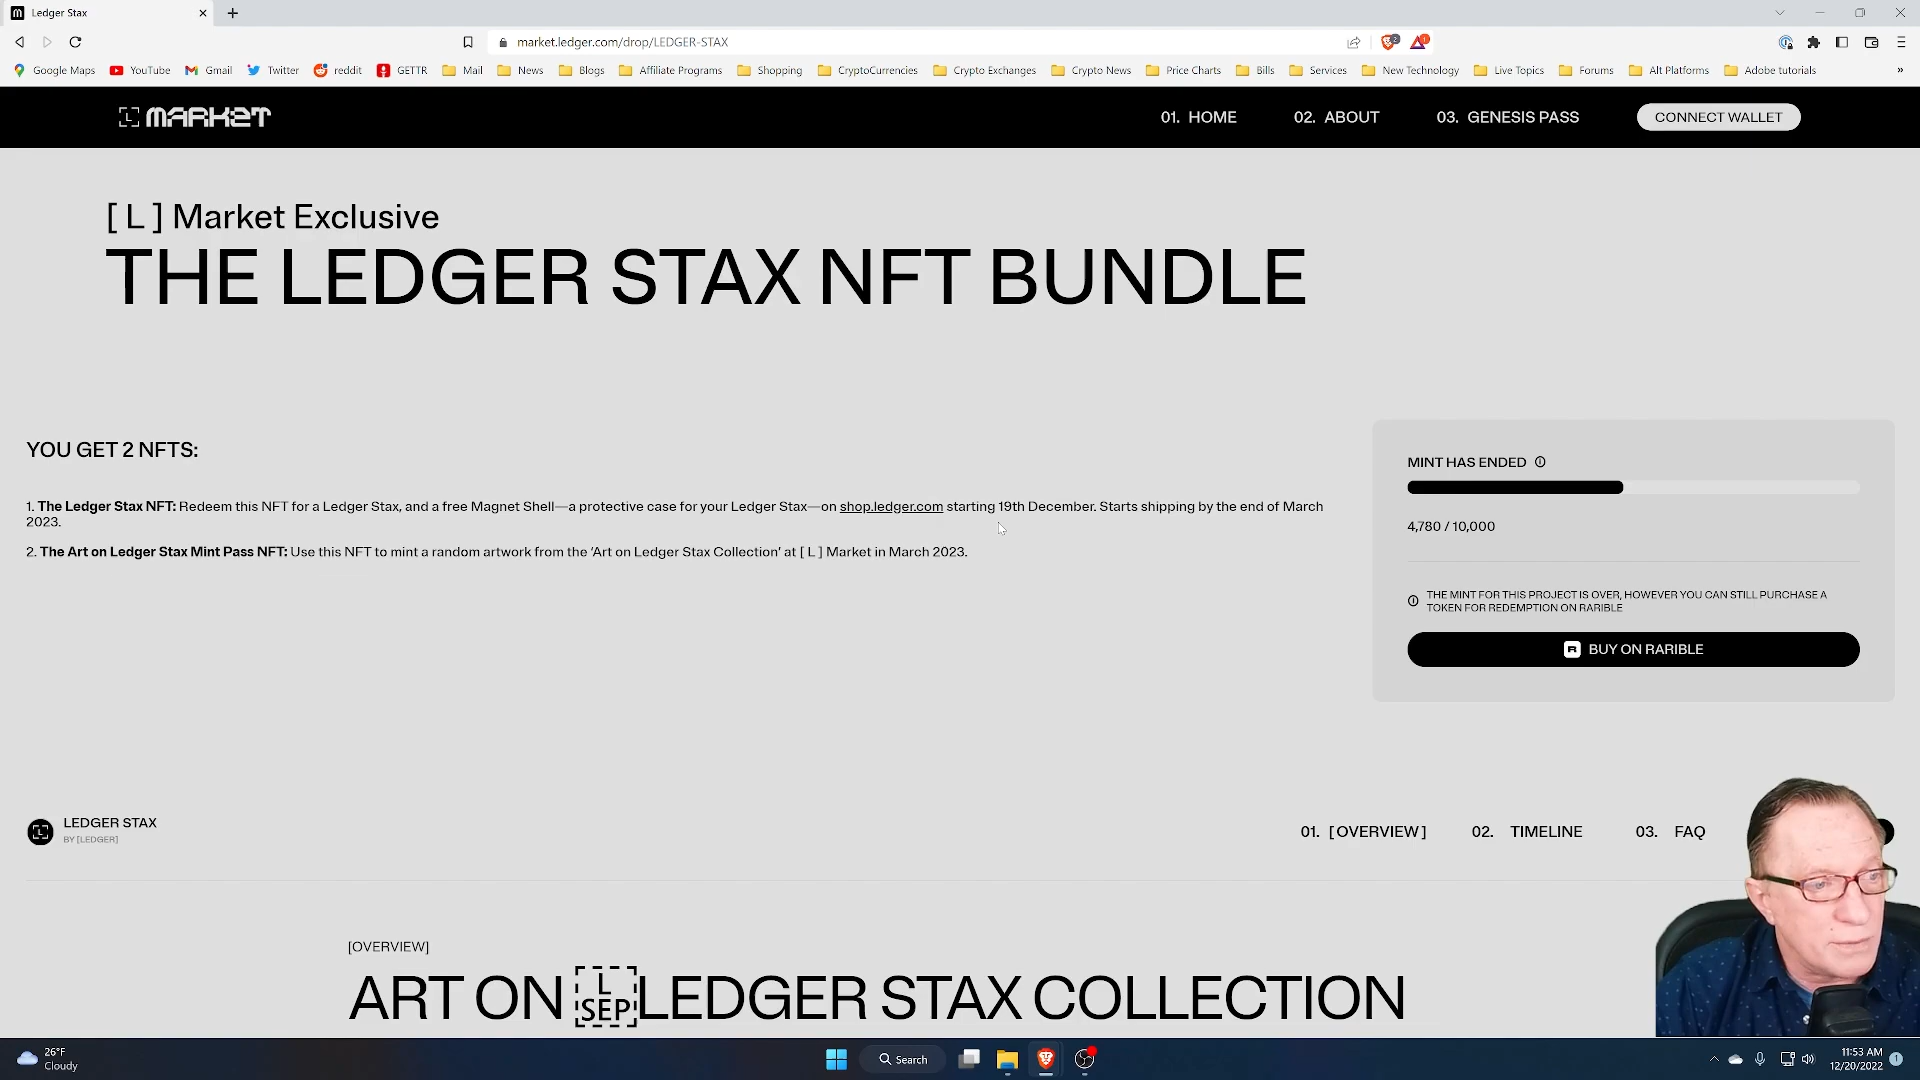 Ledger Stax
market.ledger.com/drop/LEDGER-STAX
2
1
Google Maps YouTube Gmail Twitter reddit GETTR Mail News Blogs Affiliate Programs Shopping CryptoCurrencies Crypto Exchanges Crypto News Price Charts Bills Services New Technology Live Topics Forums Alt Platforms Adobe tutorials »
[L] MARKET
01. HOME 02. ABOUT 03. GENESIS PASS CONNECT WALLET
[ L ] Market Exclusive
THE LEDGER STAX NFT BUNDLE
YOU GET 2 NFTS:
1. The Ledger Stax NFT: Redeem this NFT for a Ledger Stax, and a free Magnet Shell—a protective case for your Ledger Stax—on shop.ledger.com starting 19th December. Starts shipping by the end of March
2023.
2. The Art on Ledger Stax Mint Pass NFT: Use this NFT to mint a random artwork from the ‘Art on Ledger Stax Collection’ at [ L ] Market in March 2023.
MINT HAS ENDED
4,780 / 10,000
THE MINT FOR THIS PROJECT IS OVER, HOWEVER YOU CAN STILL PURCHASE A
TOKEN FOR REDEMPTION ON RARIBLE
BUY ON RARIBLE
LEDGER STAX
BY [LEDGER]
01. [OVERVIEW] 02. TIMELINE 03. FAQ
[OVERVIEW]
ART ON L SEP LEDGER STAX COLLECTION
26°F
Cloudy
Search
11:53 AM
12/20/2022
1